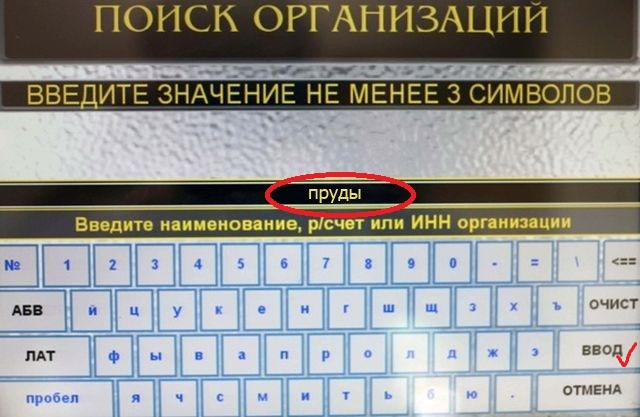 ПОИСК ОРГАНИЗАЦИЙ
ВВЕДИТЕ ЗНАЧЕНИЕ НЕ МЕНЕЕ 3 СИМВОЛОВ
пруды
Введите наименование, р/счет или ИНН организации
№ 1 2 3 4 5 6 7 8 9 0 - = \ <==
АБВ й ц у к е н г ш щ з х ъ ОЧИСТ
ЛАТ ф ы в а п р о л д ж э ВВОД
пробел я ч с м и т ь б ю . ОТМЕНА